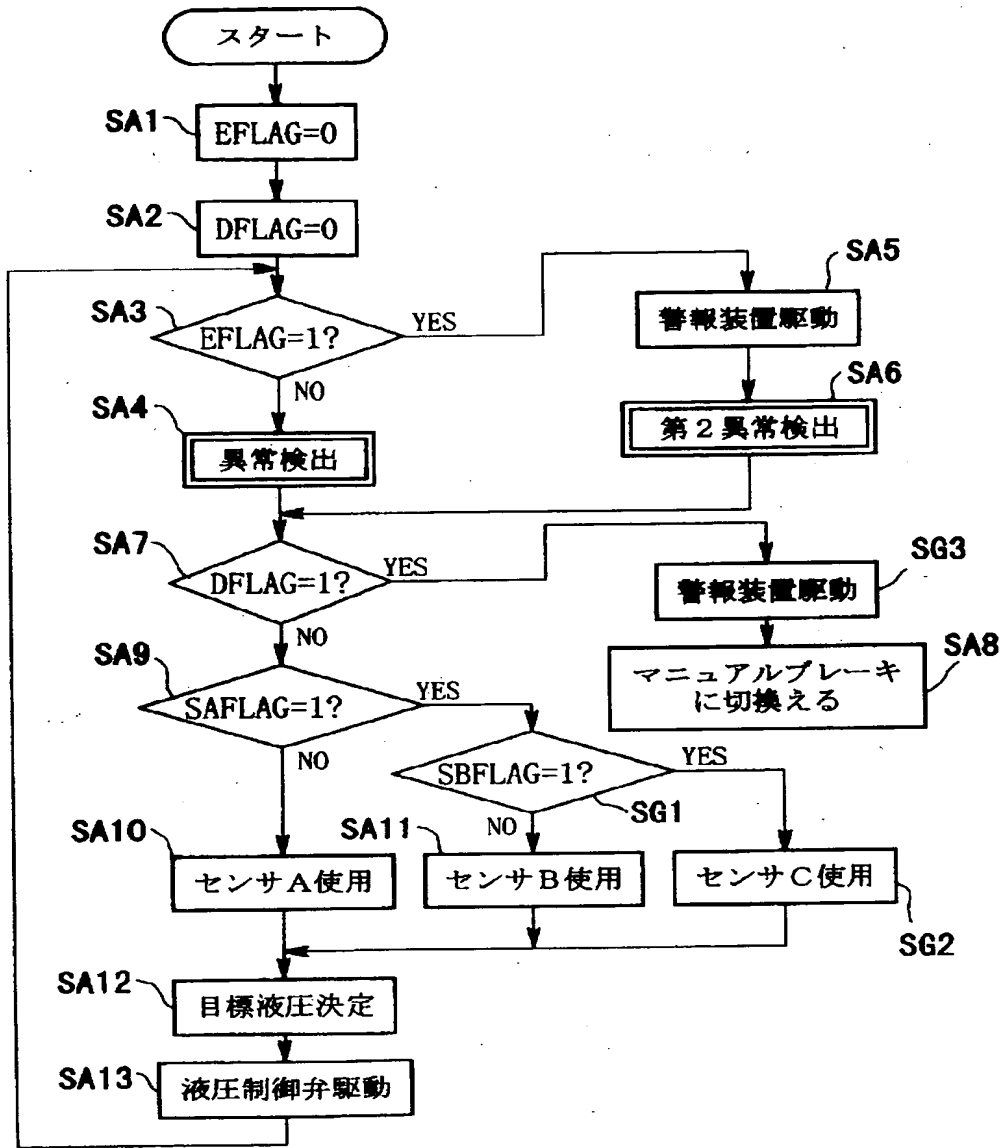 スタート
SA1
EFLAG=0
SA2
DFLAG=0
SA3
EFLAG=1?
YES
NO
SA5
警報装置駆動
SA6
第2異常検出
SA4
異常検出
SA7
DFLAG=1?
YES
NO
SG3
警報装置駆動
SA8
マニュアルブレーキ
に切換える
SA9
SAFLAG=1?
YES
NO
SBFLAG=1?
YES
NO
SG1
SA10
センサA使用
SA11
センサB使用
センサC使用
SG2
SA12
目標液圧決定
SA13
液圧制御弁駆動